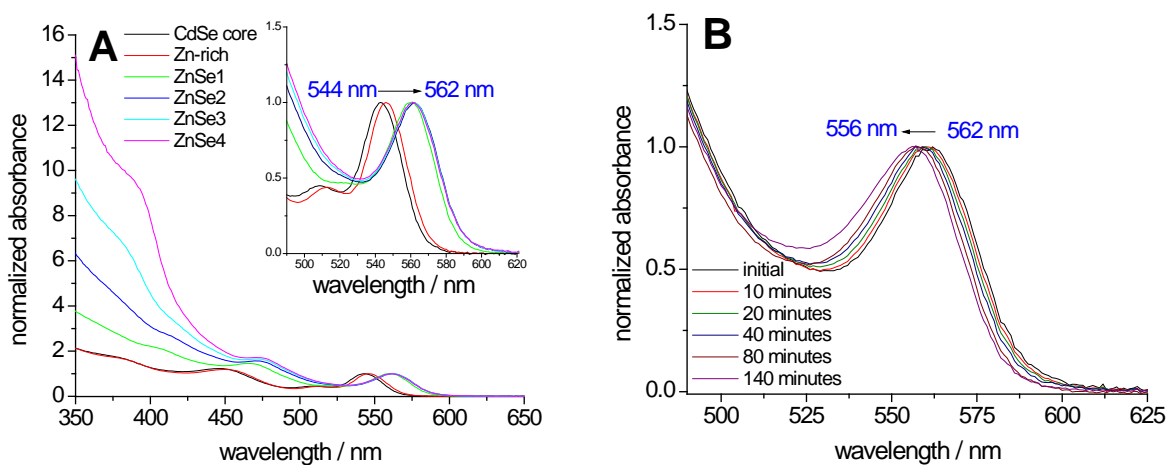 A
CdSe core
Zn-rich
ZnSe1
ZnSe2
ZnSe3
ZnSe4
normalized absorbance
16
14
12
10
8
6
4
2
0
350 400 450 500 550 600 650
wavelength / nm
1.5
1.0
0.5
0.0
544 nm 562 nm
500 520 540 560 580 600 620
wavelength / nm
B
normalized absorbance
1.5
1.0
0.5
0.0
556 nm 562 nm
initial
10 minutes
20 minutes
40 minutes
80 minutes
140 minutes
500 525 550 575 600 625
wavelength / nm